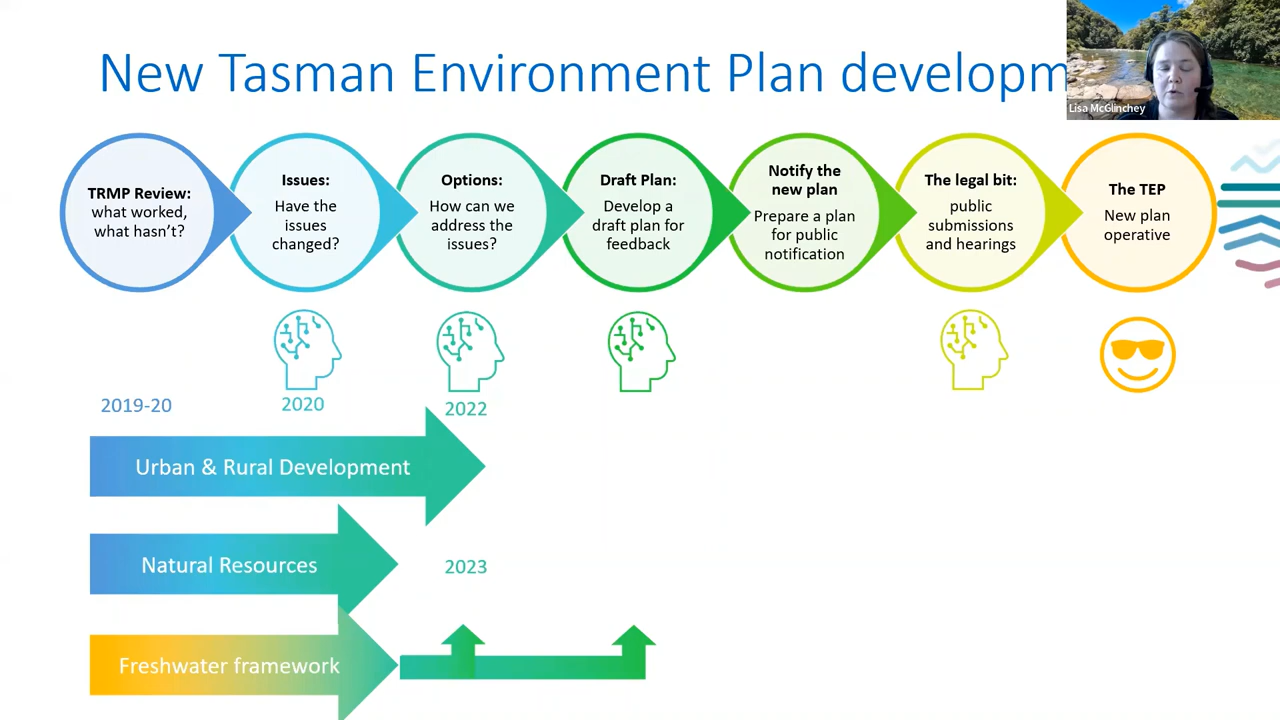 New Tasman Environment Plan developm
Lisa McGlinchey
TRMP Review:
what worked,
what hasn't?
Issues:
Have the
issues
changed?
Options:
How can we
address the
issues?
Draft Plan:
Develop a
draft plan for
feedback
Notify the
new plan
Prepare a plan
for public
notification
The legal bit:
public
submissions
and hearings
The TEP
New plan
operative
2019-20
2020
2022
Urban & Rural Development
Natural Resources
2023
Freshwater framework